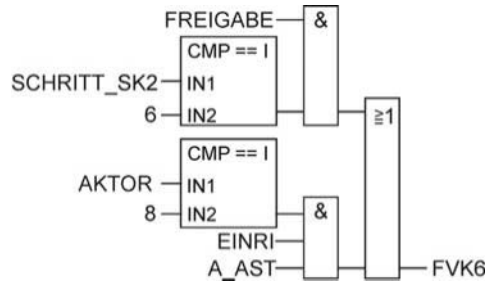 FREIGABE &
CMP == I
SCHRITT_SK2 IN1
6 IN2
≧1
CMP == I
AKTOR IN1
8 IN2
&
EINRI
A_AST FVK6